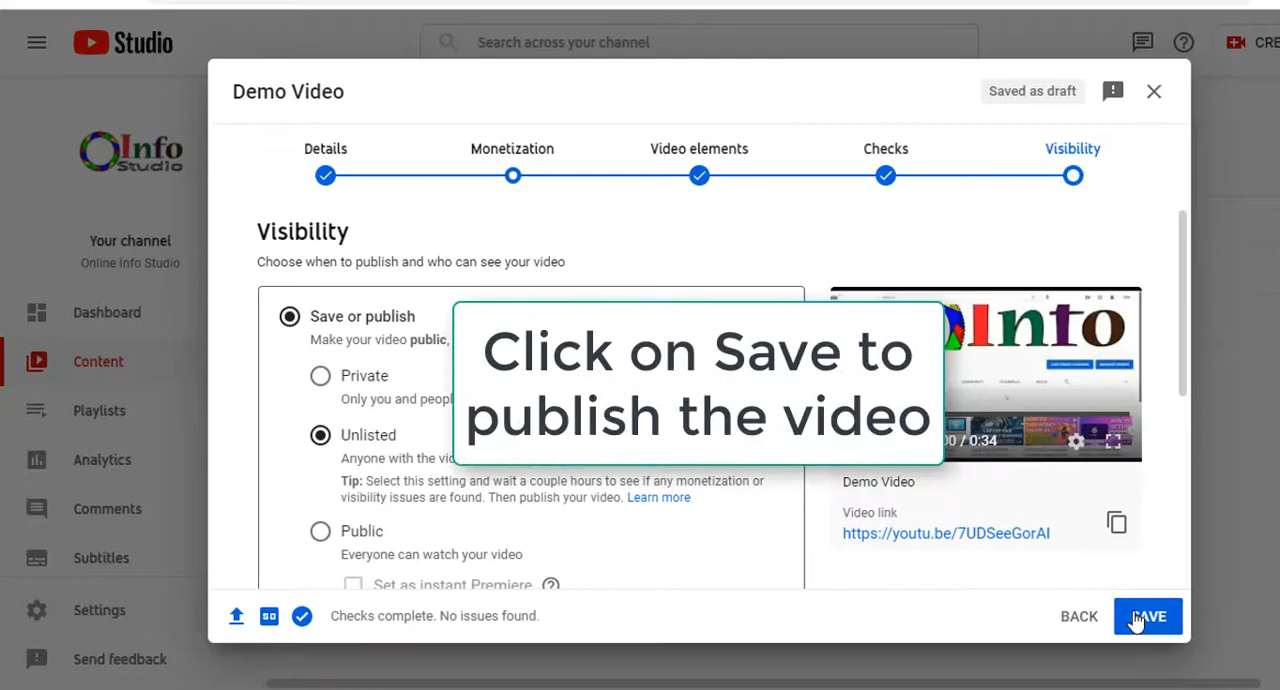 Studio
Search across your channel
CRE
Demo Video
Saved as draft
Details
Monetization
Video elements
Checks
Visibility
Info
Studio
Your channel
Online Info Studio
Dashboard
Content
Playlists
Analytics
Comments
Subtitles
Settings
Send feedback
Visibility
Choose when to publish and who can see your video
Save or publish
Make your video public,
Private
Only you and peopl
Unlisted
Anyone with the vi
Tip: Select this setting and wait a couple hours to see if any monetization or
visibility issues are found. Then publish your video. Learn more
Public
Everyone can watch your video
Set as instant Premiere
Click on Save to
publish the video
Info
0 / 0:34
Demo Video
Video link
https://youtu.be/7UDSeeGorAI
Checks complete. No issues found.
BACK
SAVE